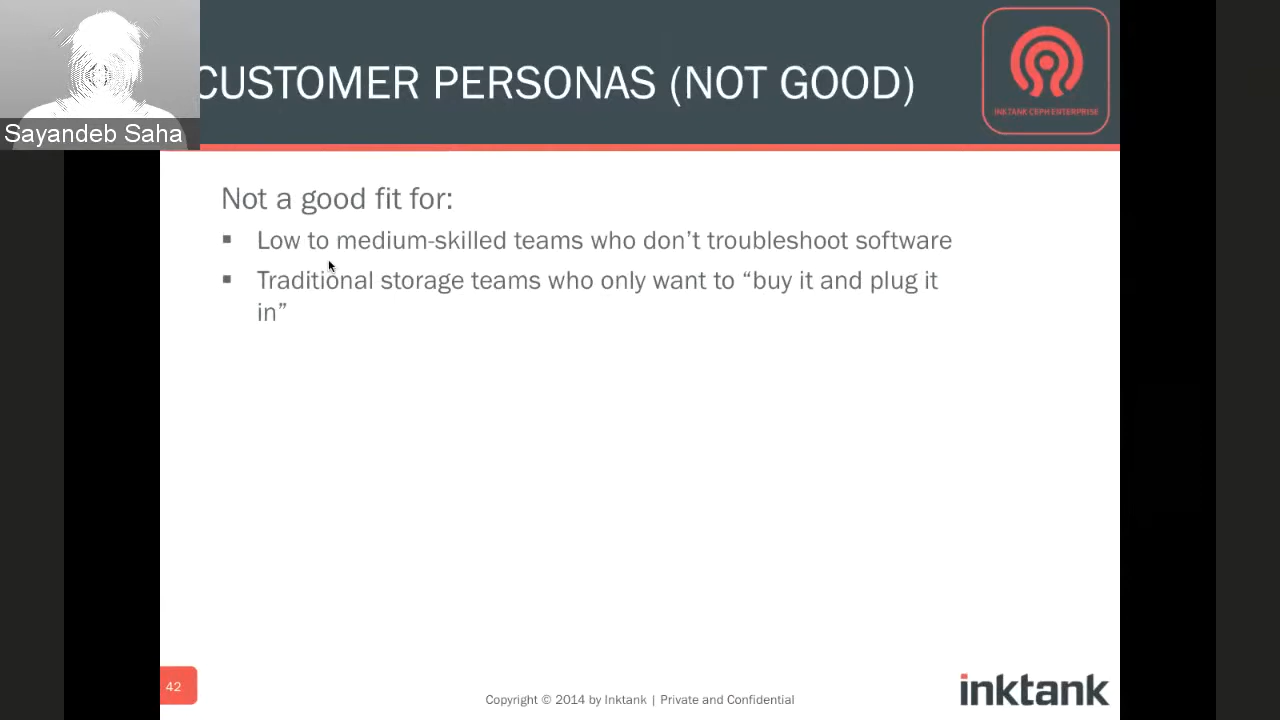 CUSTOMER PERSONAS (NOT GOOD)
INKTANK CEPH ENTERPRISE
Sayandeb Saha
Not a good fit for:
▪ Low to medium-skilled teams who don’t troubleshoot software
▪ Traditional storage teams who only want to “buy it and plug it
in”
42
Copyright © 2014 by Inktank | Private and Confidential
inktank